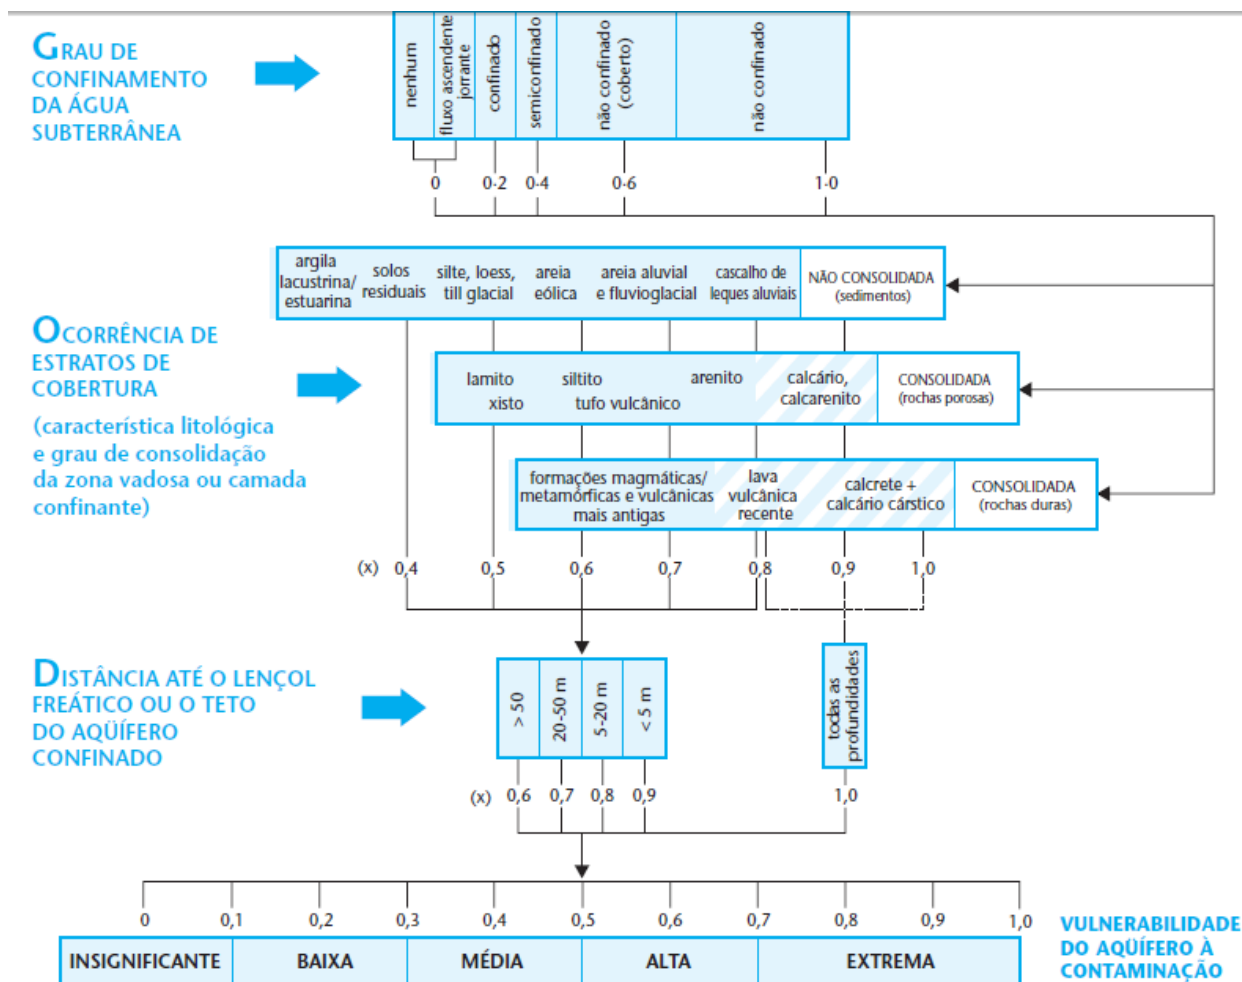 GRAU DE
CONFINAMENTO
DA ÁGUA
SUBTERRÂNEA
nenhum
fluxo ascendente
jorrante
confinado
semiconfinado
não confinado
(coberto)
não confinado
0
0·2
0·4
0·6
1·0
argila
lacustrina/
estuarina
solos
residuais
silte, loess,
till glacial
areia
eólica
areia aluvial
e fluvioglacial
cascalho de
leques aluviais
NÃO CONSOLIDADA
(sedimentos)
OCORRÊNCIA DE
ESTRATOS DE
COBERTURA
(característica litológica
e grau de consolidação
da zona vadosa ou camada
confinante)
lamito
xisto
siltito
tufo vulcânico
arenito
calcário,
calcarenito
CONSOLIDADA
(rochas porosas)
formações magmáticas/
metamórficas e vulcânicas
mais antigas
lava
vulcânica
recente
calcrete +
calcário cárstico
CONSOLIDADA
(rochas duras)
(x)
0,4
0,5
0,6
0,7
0,8
0,9
1,0
DISTÂNCIA ATÉ O LENÇOL
FREÁTICO OU O TETO
DO AQÜÍFERO
CONFINADO
> 50
20-50 m
5-20 m
< 5 m
todas as
profundidades
(x)
0,6
0,7
0,8
0,9
1,0
0
0,1
0,2
0,3
0,4
0,5
0,6
0,7
0,8
0,9
1,0
INSIGNIFICANTE
BAIXA
MÉDIA
ALTA
EXTREMA
VULNERABILIDADE
DO AQÜÍFERO À
CONTAMINAÇÃO